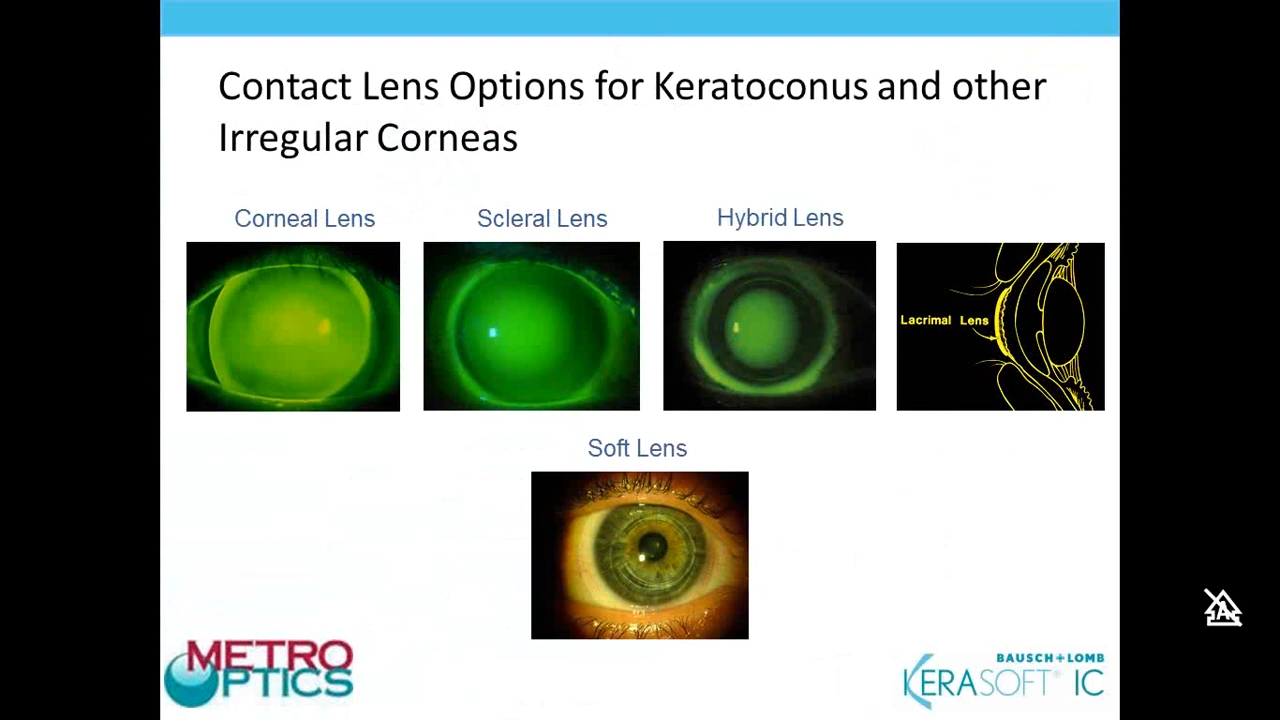 Contact Lens Options for Keratoconus and other
Irregular Corneas
Corneal Lens
Scleral Lens
Hybrid Lens
Lacrimal Lens
Soft Lens
METRO
OPTICS
BAUSCH + LOMB
KERASOFT® IC
A